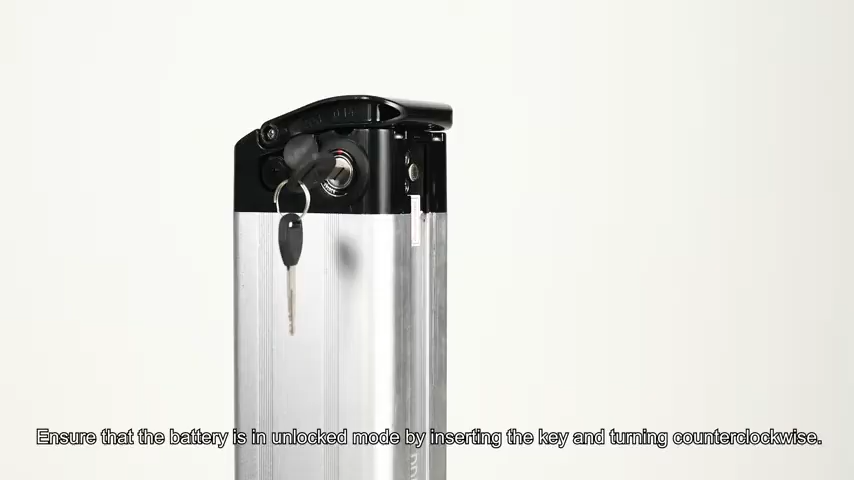 Ensure that the battery is in unlocked mode by inserting the key and turning counterclockwise.